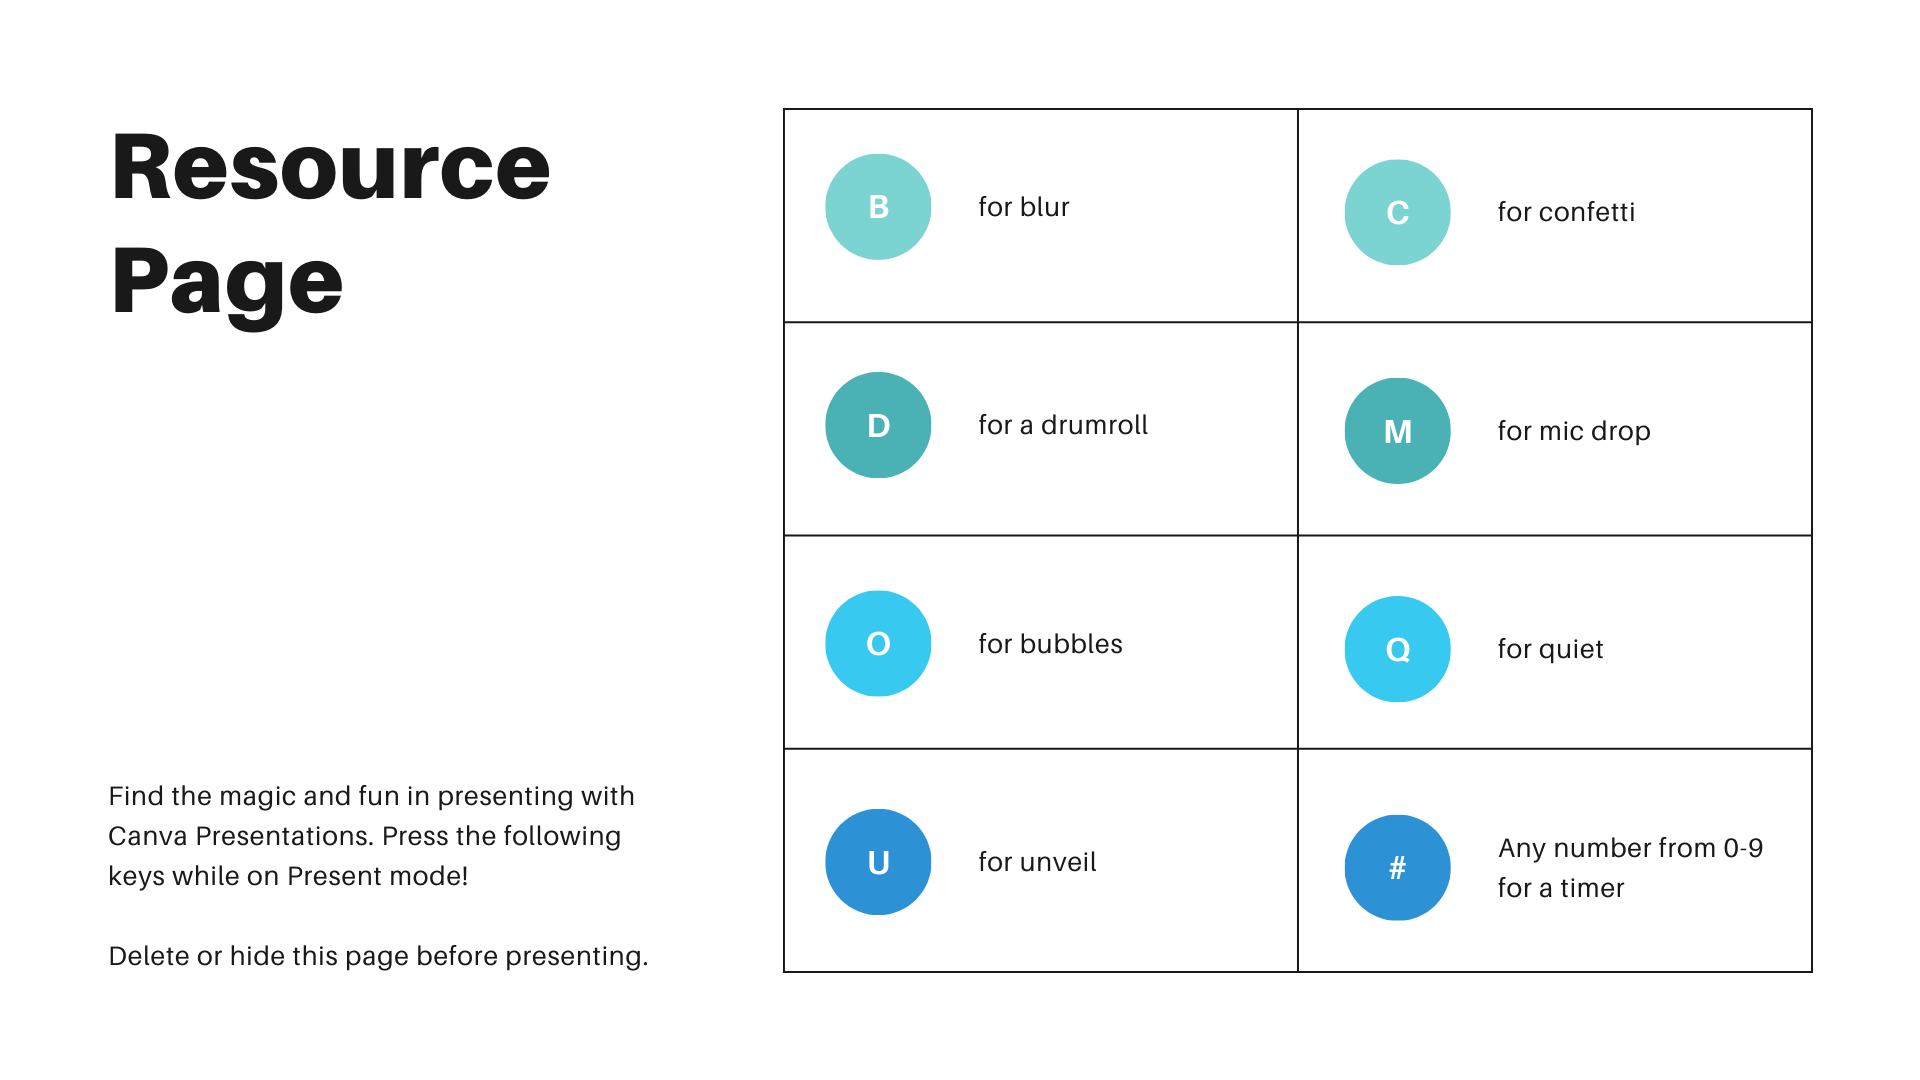 Resource
Page
Find the magic and fun in presenting with
Canva Presentations. Press the following
keys while on Present mode!
Delete or hide this page before presenting.
B for blur
C for confetti
D for a drumroll
M for mic drop
O for bubbles
Q for quiet
U for unveil
# Any number from 0-9
for a timer